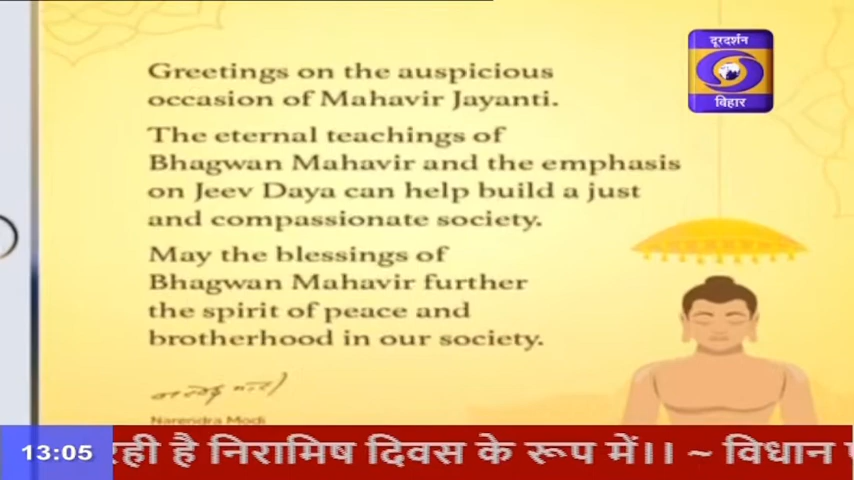 Greetings on the auspicious
occasion of Mahavir Jayanti.
The eternal teachings of
Bhagwan Mahavir and the emphasis
on Jeev Daya can help build a just
and compassionate society.
May the blessings of
Bhagwan Mahavir further
the spirit of peace and
brotherhood in our society.
Narendra Modi
दूरदर्शन
बिहार
13:05
रही है निरामिष दिवस के रूप में।। ~ विधान